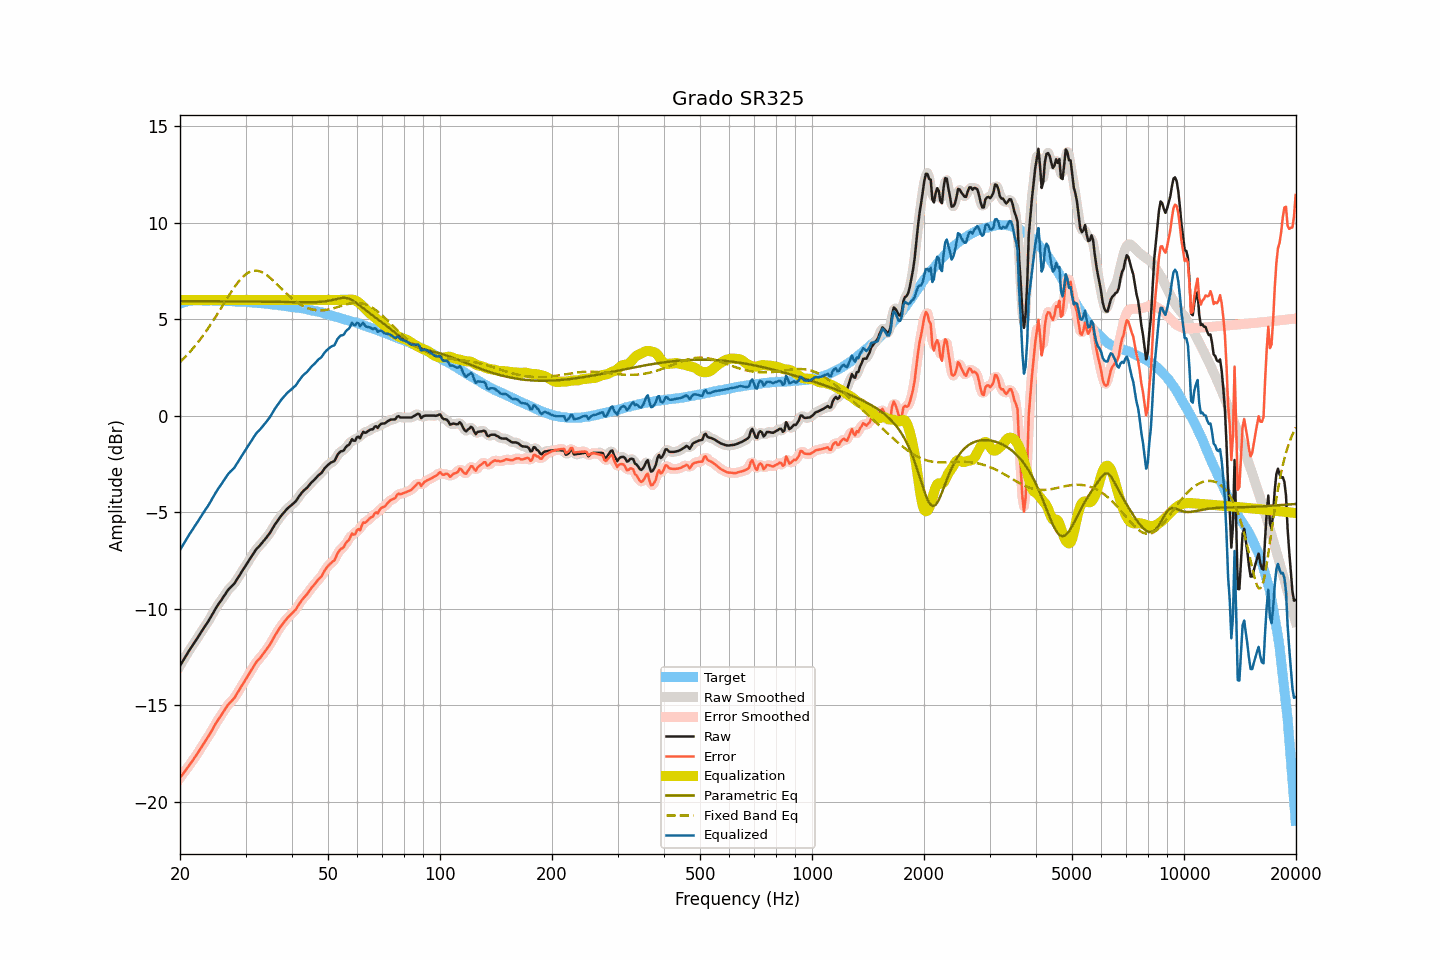 Grado SR325
15
10
5
0
−5
−10
−15
−20
Amplitude (dBr)
Target
Raw Smoothed
Error Smoothed
Raw
Error
Equalization
Parametric Eq
Fixed Band Eq
Equalized
20 50 100 200 500 1000 2000 5000 10000 20000
Frequency (Hz)